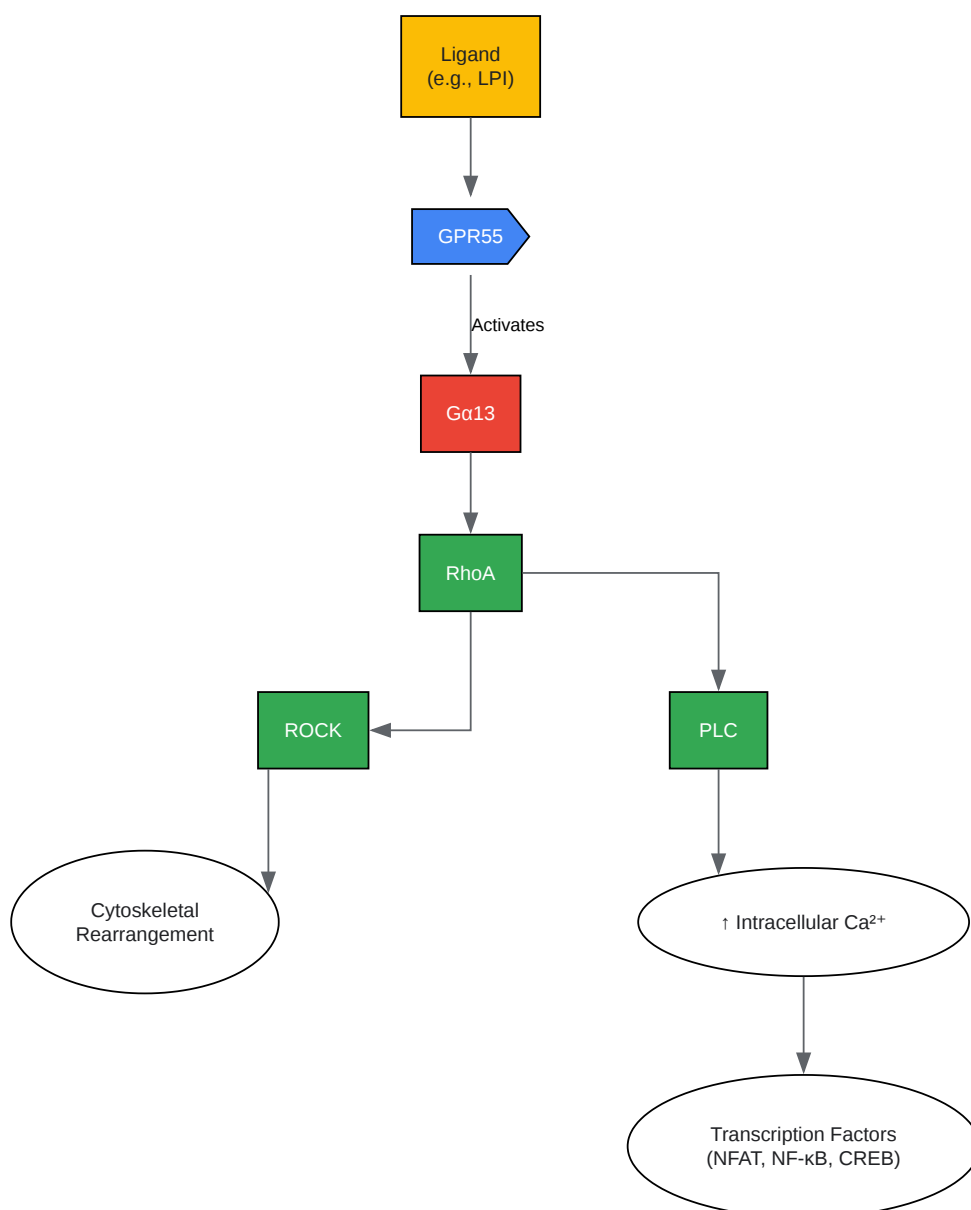 Ligand
(e.g., LPI)
GPR55
Activates
Gα13
RhoA
ROCK
PLC
Cytoskeletal
Rearrangement
↑ Intracellular Ca²⁺
Transcription Factors
(NFAT, NF-κB, CREB)